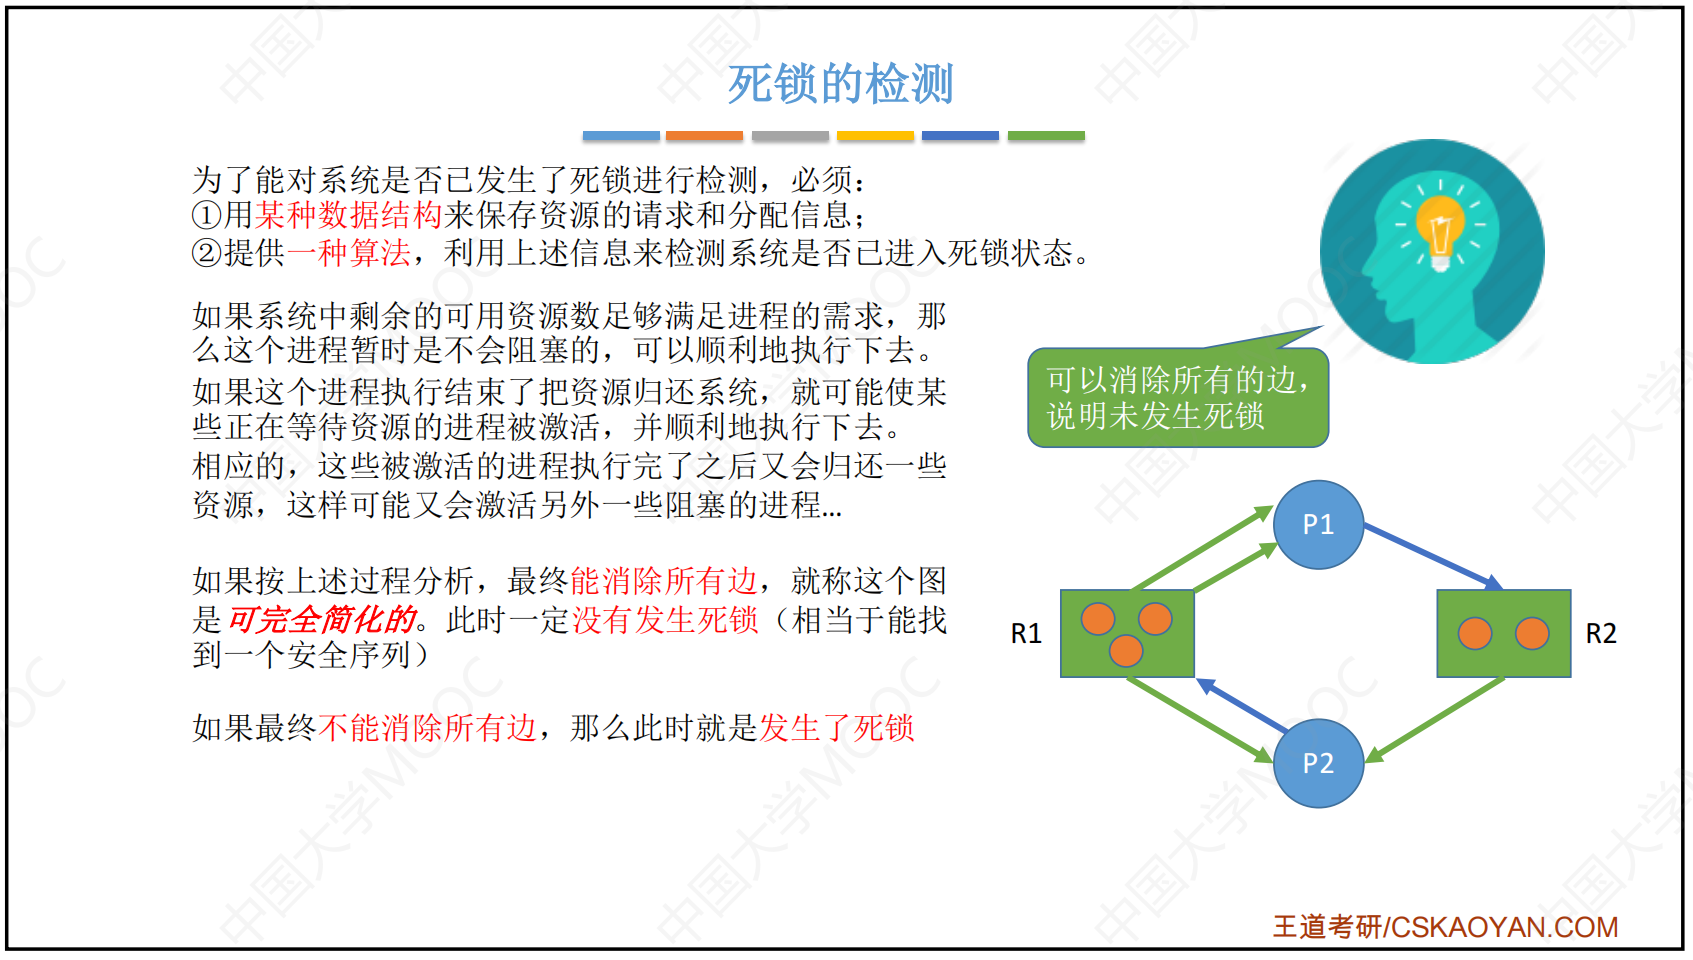 死锁的检测
为了能对系统是否已发生了死锁进行检测，必须：
①用某种数据结构来保存资源的请求和分配信息；
②提供一种算法，利用上述信息来检测系统是否已进入死锁状态。
如果系统中剩余的可用资源数足够满足进程的需求，那
么这个进程暂时是不会阻塞的，可以顺利地执行下去。
如果这个进程执行结束了把资源归还系统，就可能使某
些正在等待资源的进程被激活，并顺利地执行下去。
相应的，这些被激活的进程执行完了之后又会归还一些
资源，这样可能又会激活另外一些阻塞的进程...
如果按上述过程分析，最终能消除所有边，就称这个图
是可完全简化的。此时一定没有发生死锁（相当于能找
到一个安全序列）
如果最终不能消除所有边，那么此时就是发生了死锁
可以消除所有的边，
说明未发生死锁
P1
R1
R2
P2
王道考研/CSKAOYAN.COM
中国大学MOOC